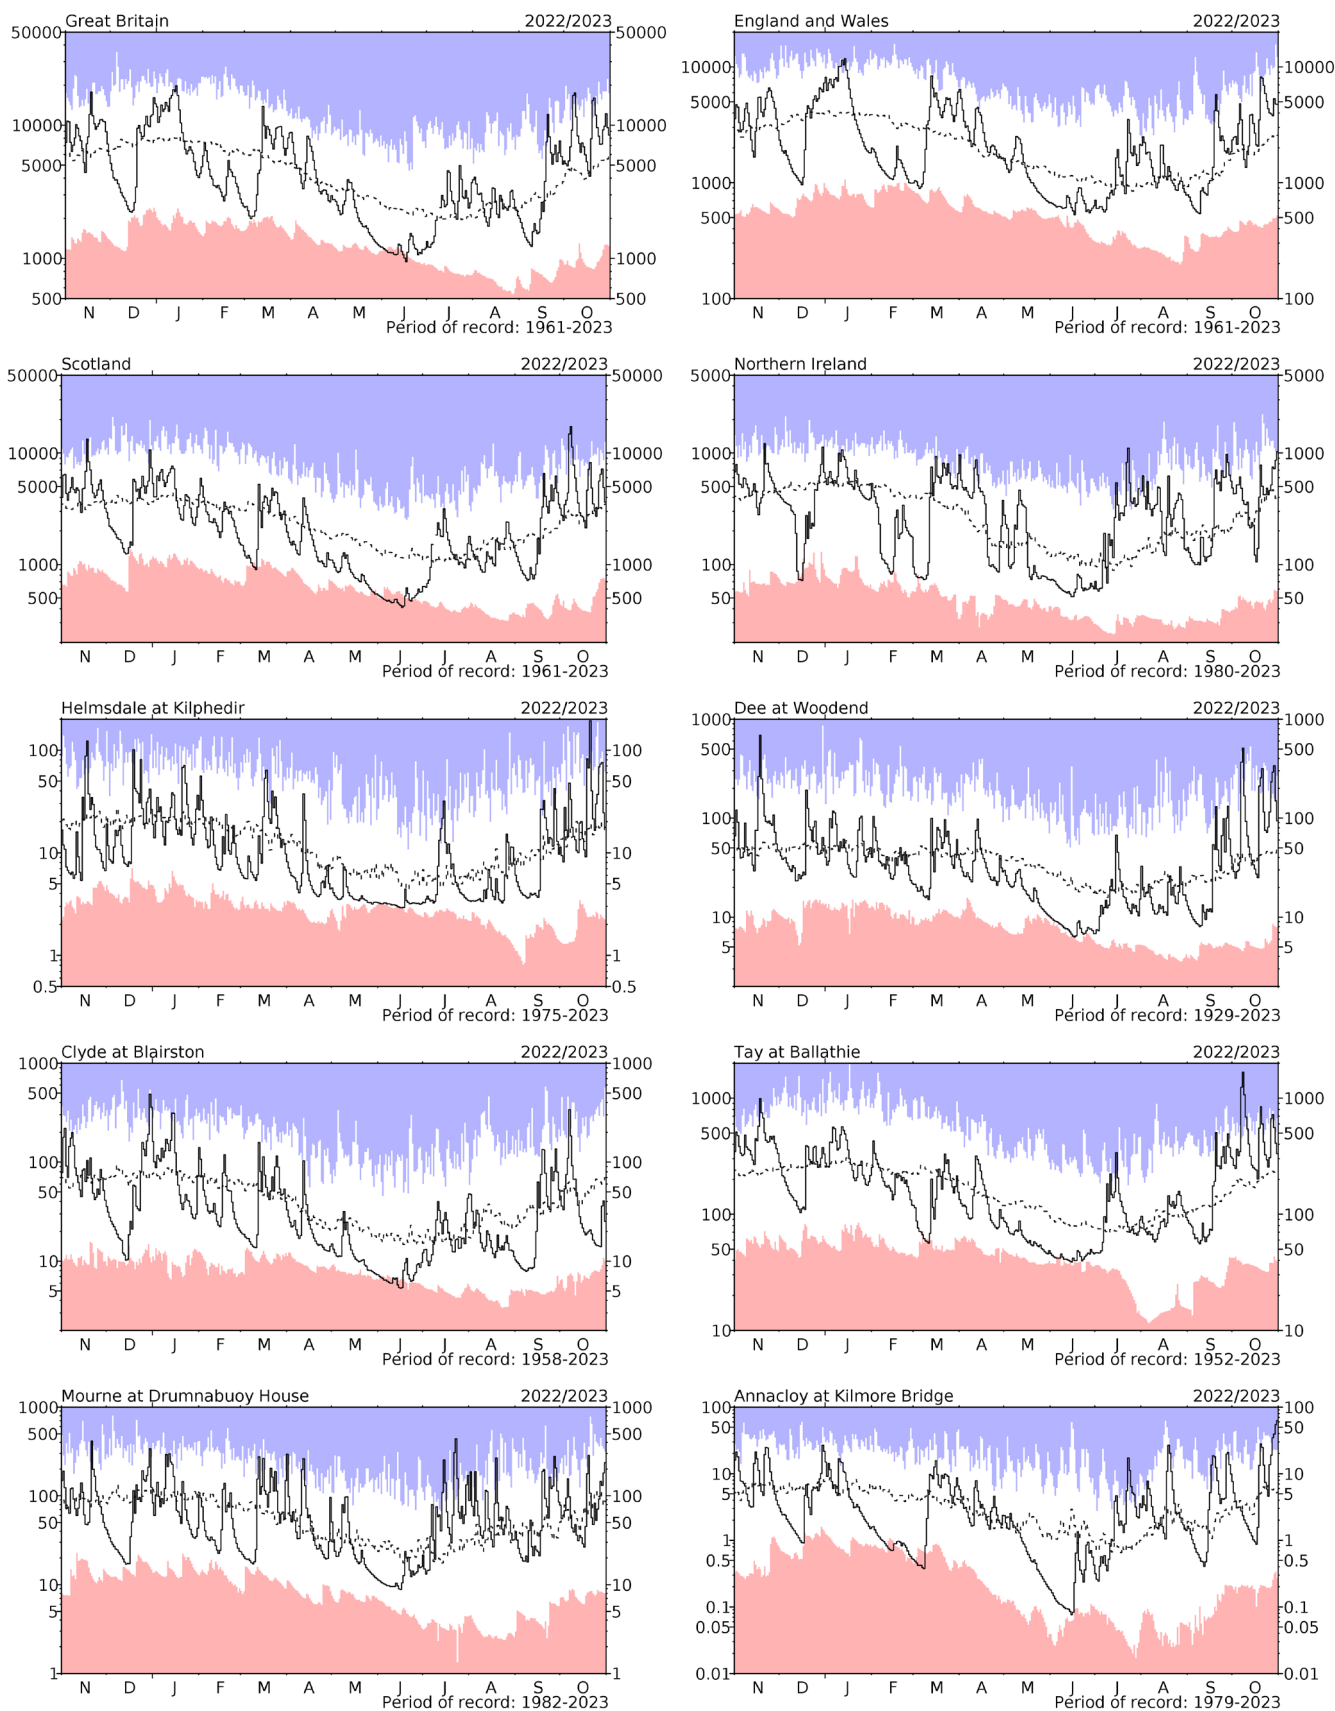 Great Britain 2022/2023
50000 50000
10000 10000
5000 5000
1000 1000
500 500
N D J F M A M J J A S O
Period of record: 1961-2023
England and Wales 2022/2023
10000 10000
5000 5000
1000 1000
500 500
100 100
N D J F M A M J J A S O
Period of record: 1961-2023
Scotland 2022/2023
50000 50000
10000 10000
5000 5000
1000 1000
500 500
N D J F M A M J J A S O
Period of record: 1961-2023
Northern Ireland 2022/2023
5000 5000
1000 1000
500 500
100 100
50 50
N D J F M A M J J A S O
Period of record: 1980-2023
Helmsdale at Kilphedir 2022/2023
100 100
50 50
10 10
5 5
1 1
0.5 0.5
N D J F M A M J J A S O
Period of record: 1975-2023
Dee at Woodend 2022/2023
1000 1000
500 500
100 100
50 50
10 10
5 5
N D J F M A M J J A S O
Period of record: 1929-2023
Clyde at Blairston 2022/2023
1000 1000
500 500
100 100
50 50
10 10
5 5
N D J F M A M J J A S O
Period of record: 1958-2023
Tay at Ballathie 2022/2023
1000 1000
500 500
100 100
50 50
10 10
N D J F M A M J J A S O
Period of record: 1952-2023
Mourne at Drumnabuoy House 2022/2023
1000 1000
500 500
100 100
50 50
10 10
5 5
1 1
N D J F M A M J J A S O
Period of record: 1982-2023
Annacloy at Kilmore Bridge 2022/2023
100 100
50 50
10 10
5 5
1 1
0.5 0.5
0.1 0.1
0.05 0.05
0.01 0.01
N D J F M A M J J A S O
Period of record: 1979-2023